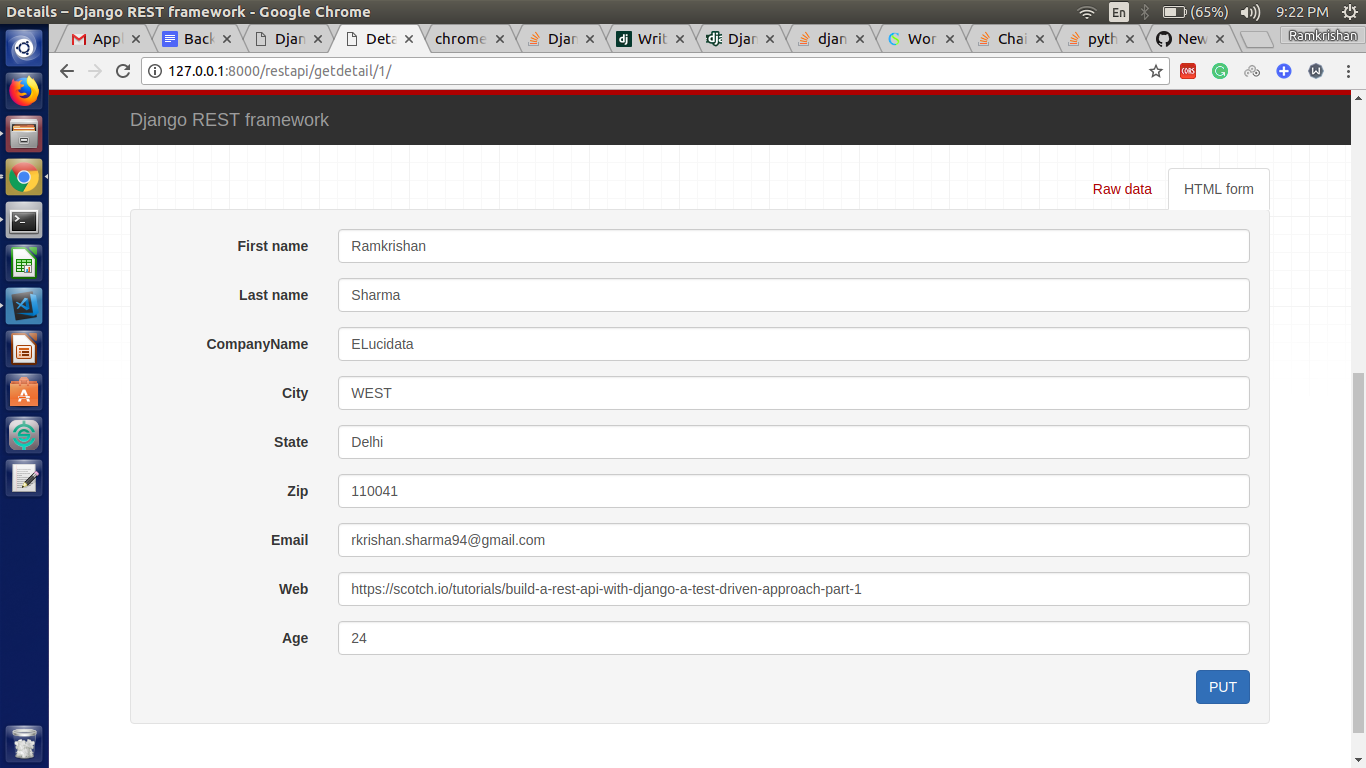 Details – Django REST framework - Google Chrome
En (65%) 9:22 PM
Appl Back Djan Deta chrome Djan Writ Djan djan Wor Chai pyth New Ramkrishan
127.0.0.1:8000/restapi/getdetail/1/ CORS
Django REST framework
Raw data HTML form
First name Ramkrishan
Last name Sharma
CompanyName ELucidata
City WEST
State Delhi
Zip 110041
Email rkrishan.sharma94@gmail.com
Web https://scotch.io/tutorials/build-a-rest-api-with-django-a-test-driven-approach-part-1
Age 24
PUT